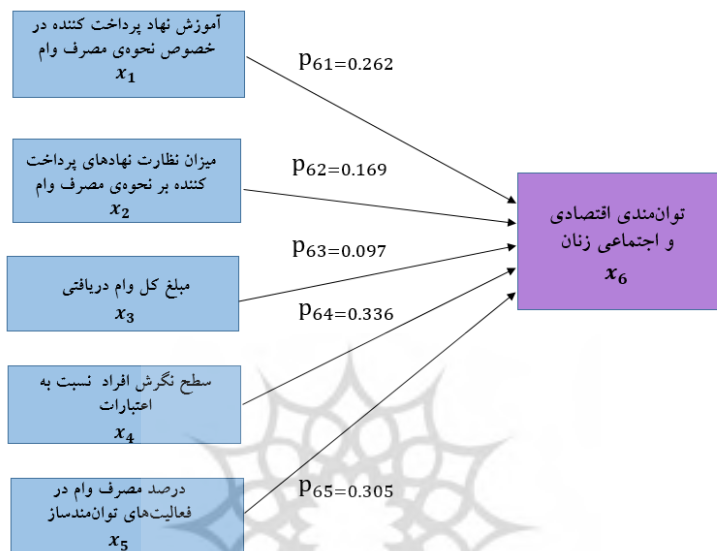 آموزش نهاد پرداخت کننده در
خصوص نحوه‌ی مصرف وام
x₁
p₆₁₌₀.₂₆₂
میزان نظارت نهادهای پرداخت
کننده بر نحوه‌ی مصرف وام
x₂
p₆₂₌₀.₁₆₉
مبلغ کل وام دریافتی
x₃
p₆₃₌₀.₀₉₇
سطح نگرش افراد نسبت به
اعتبارات
x₄
p₆₄₌₀.₃₃₆
درصد مصرف وام در
فعالیت‌های توان‌مندساز
x₅
p₆₅₌₀.₃₀₅
توان‌مندی اقتصادی
و اجتماعی زنان
x₆